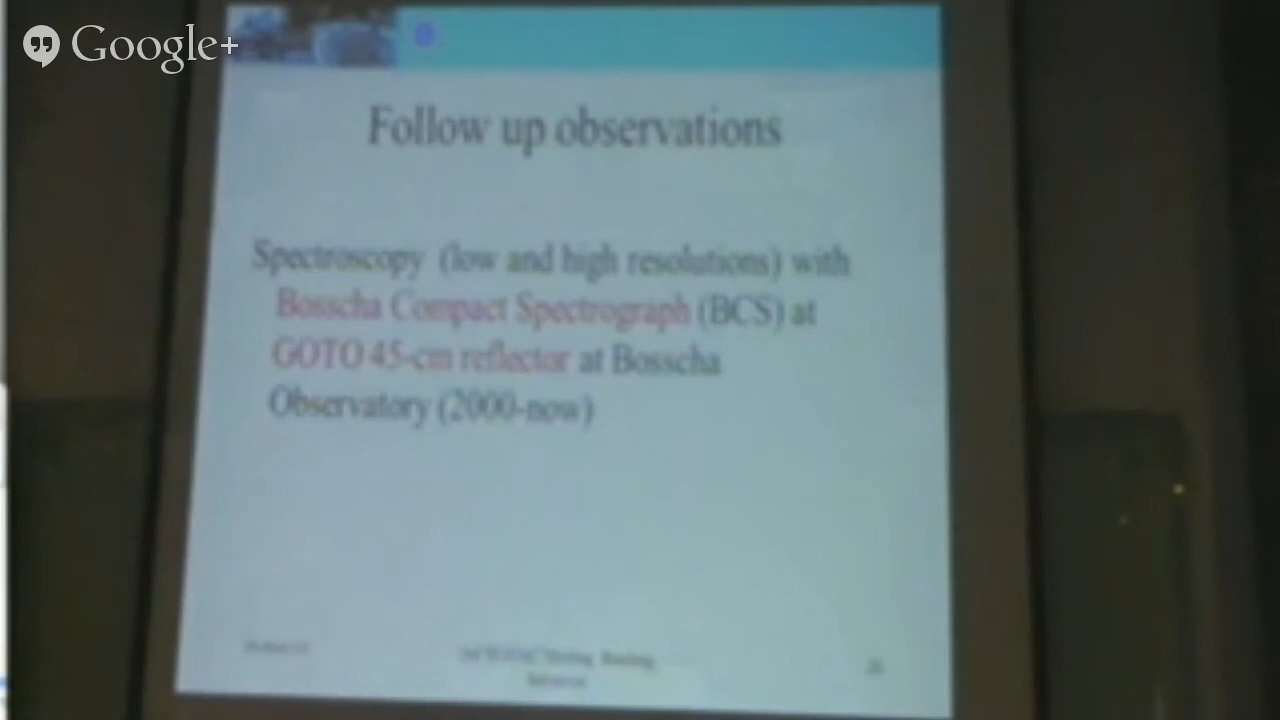 Google+
Follow up observations
Spectroscopy (low and high resolutions) with
Bosscha Compact Spectrograph (BCS) at
GOTO 45-cm reflector at Bosscha
Observatory (2000-now)